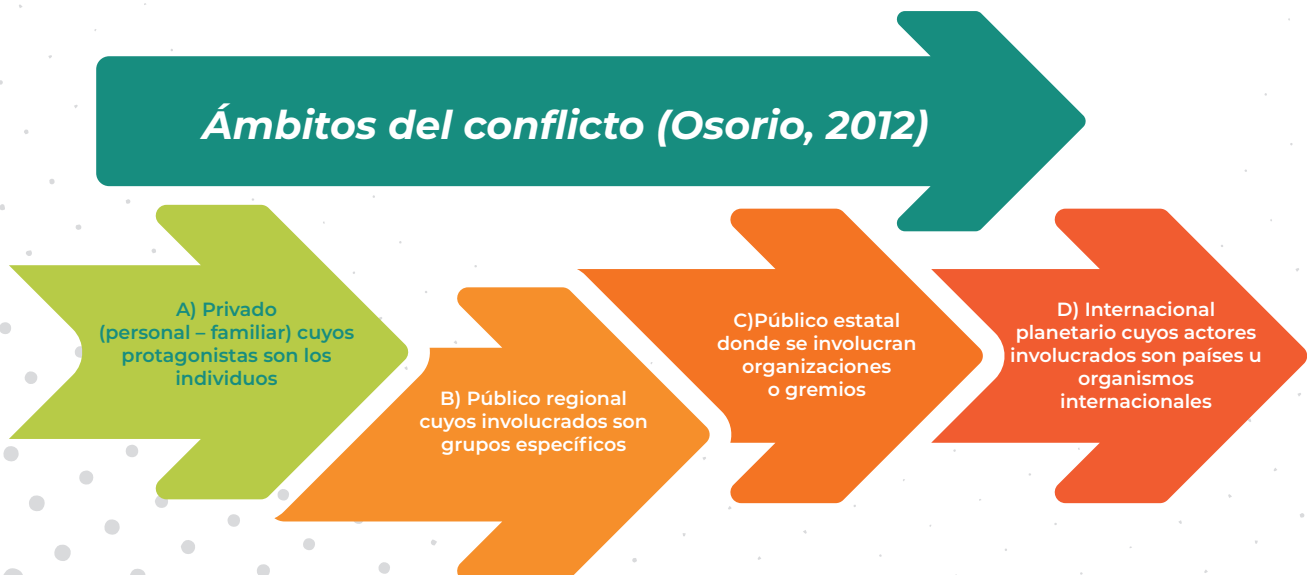 Ámbitos del conflicto (Osorio, 2012)
A) Privado
(personal – familiar) cuyos
protagonistas son los
individuos
B) Público regional
cuyos involucrados son
grupos específicos
C)Público estatal
donde se involucran
organizaciones
o gremios
D) Internacional
planetario cuyos actores
involucrados son países u
organismos
internacionales